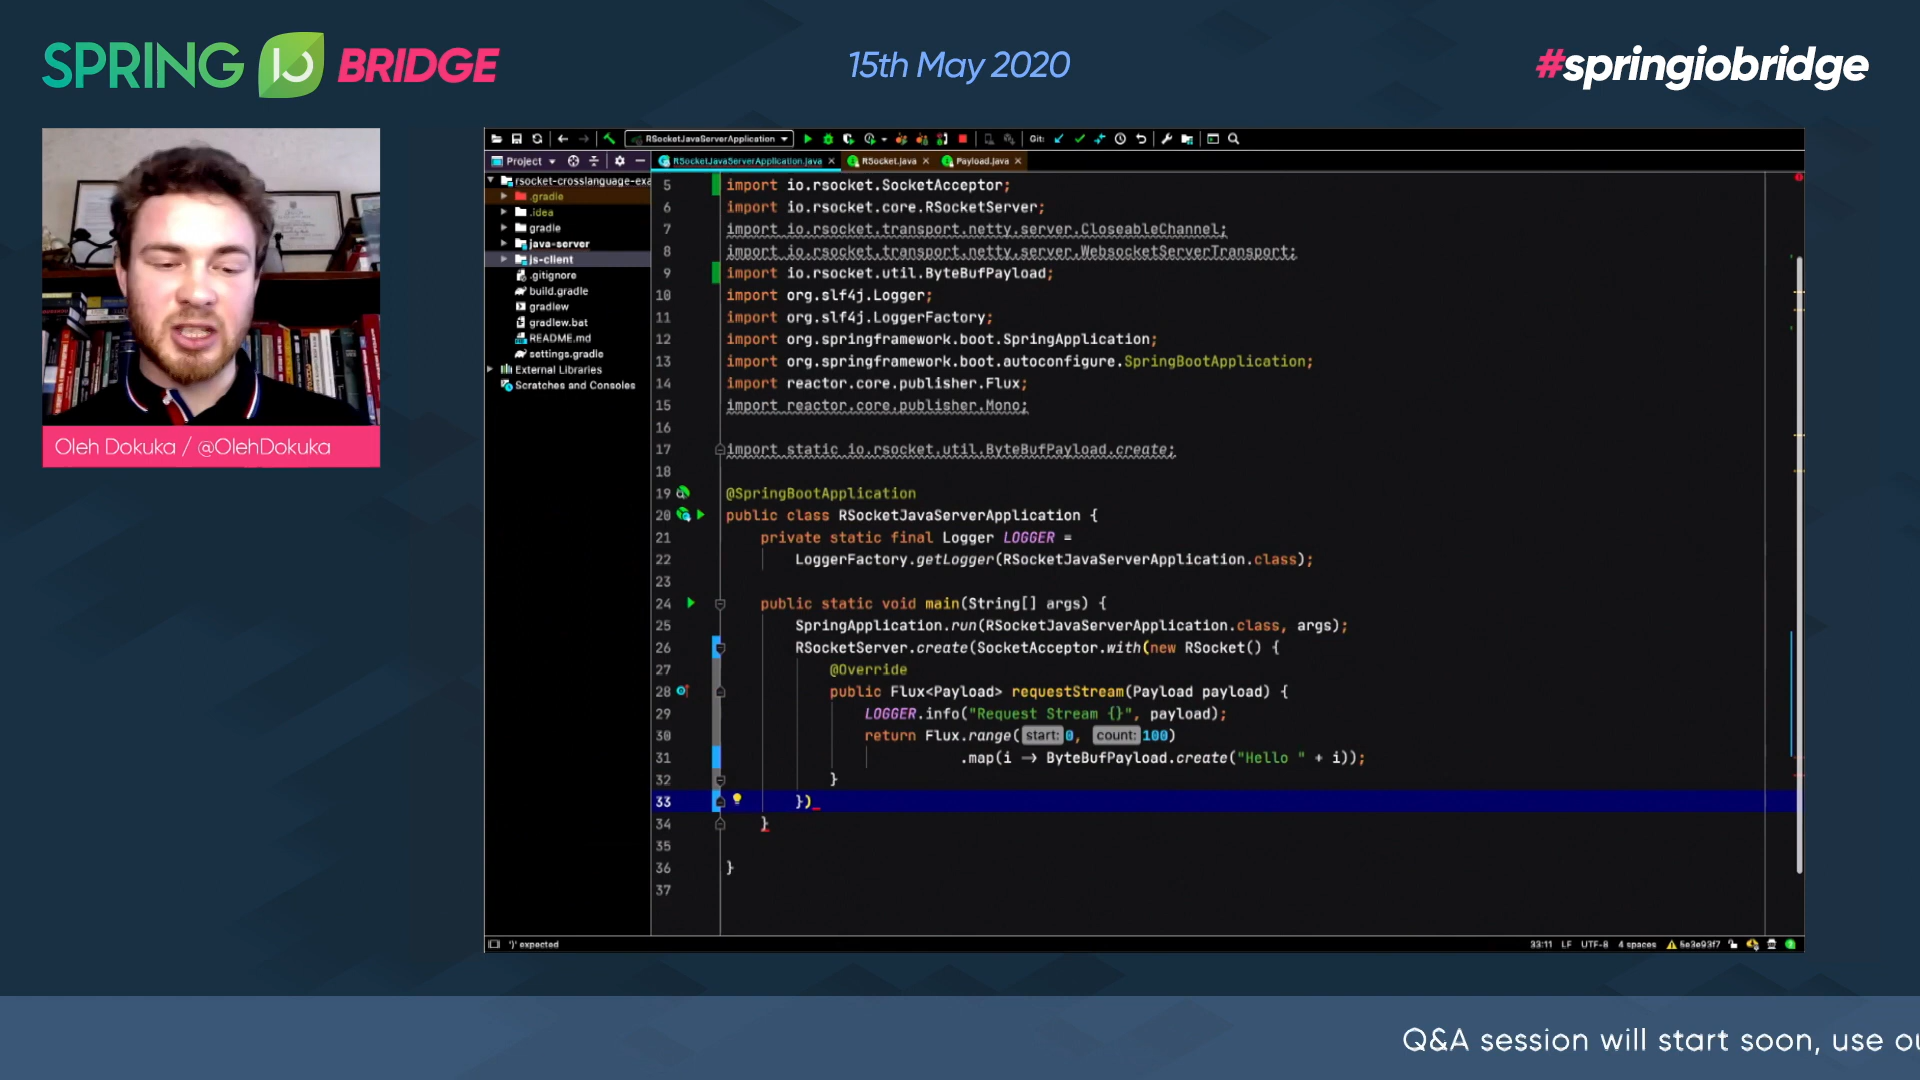 SPRING IO BRIDGE
15th May 2020
#springiobridge
Oleh Dokuka / @OlehDokuka
RSocketJavaServerApplication
Git:
Project
RSocketJavaServerApplication.java
RSocket.java
Payload.java
rsocket-crosslanguage-exa
.gradle
.idea
gradle
java-server
js-client
.gitignore
build.gradle
gradlew
gradlew.bat
README.md
settings.gradle
External Libraries
Scratches and Consoles
5 import io.rsocket.SocketAcceptor;
6 import io.rsocket.core.RSocketServer;
7 import io.rsocket.transport.netty.server.CloseableChannel;
8 import io.rsocket.transport.netty.server.WebsocketServerTransport;
9 import io.rsocket.util.ByteBufPayload;
10 import org.slf4j.Logger;
11 import org.slf4j.LoggerFactory;
12 import org.springframework.boot.SpringApplication;
13 import org.springframework.boot.autoconfigure.SpringBootApplication;
14 import reactor.core.publisher.Flux;
15 import reactor.core.publisher.Mono;
16
17 import static io.rsocket.util.ByteBufPayload.create;
18
19 @SpringBootApplication
20 public class RSocketJavaServerApplication {
21 private static final Logger LOGGER =
22 LoggerFactory.getLogger(RSocketJavaServerApplication.class);
23
24 public static void main(String[] args) {
25 SpringApplication.run(RSocketJavaServerApplication.class, args);
26 RSocketServer.create(SocketAcceptor.with(new RSocket() {
27 @Override
28 public Flux<Payload> requestStream(Payload payload) {
29 LOGGER.info("Request Stream {}", payload);
30 return Flux.range( start: 0, count: 100)
31 .map(i → ByteBufPayload.create("Hello " + i));
32 }
33 })
34 }
35
36 }
37
')' expected
33:11 LF UTF-8 4 spaces 5e3e93f7
Q&A session will start soon, use ou